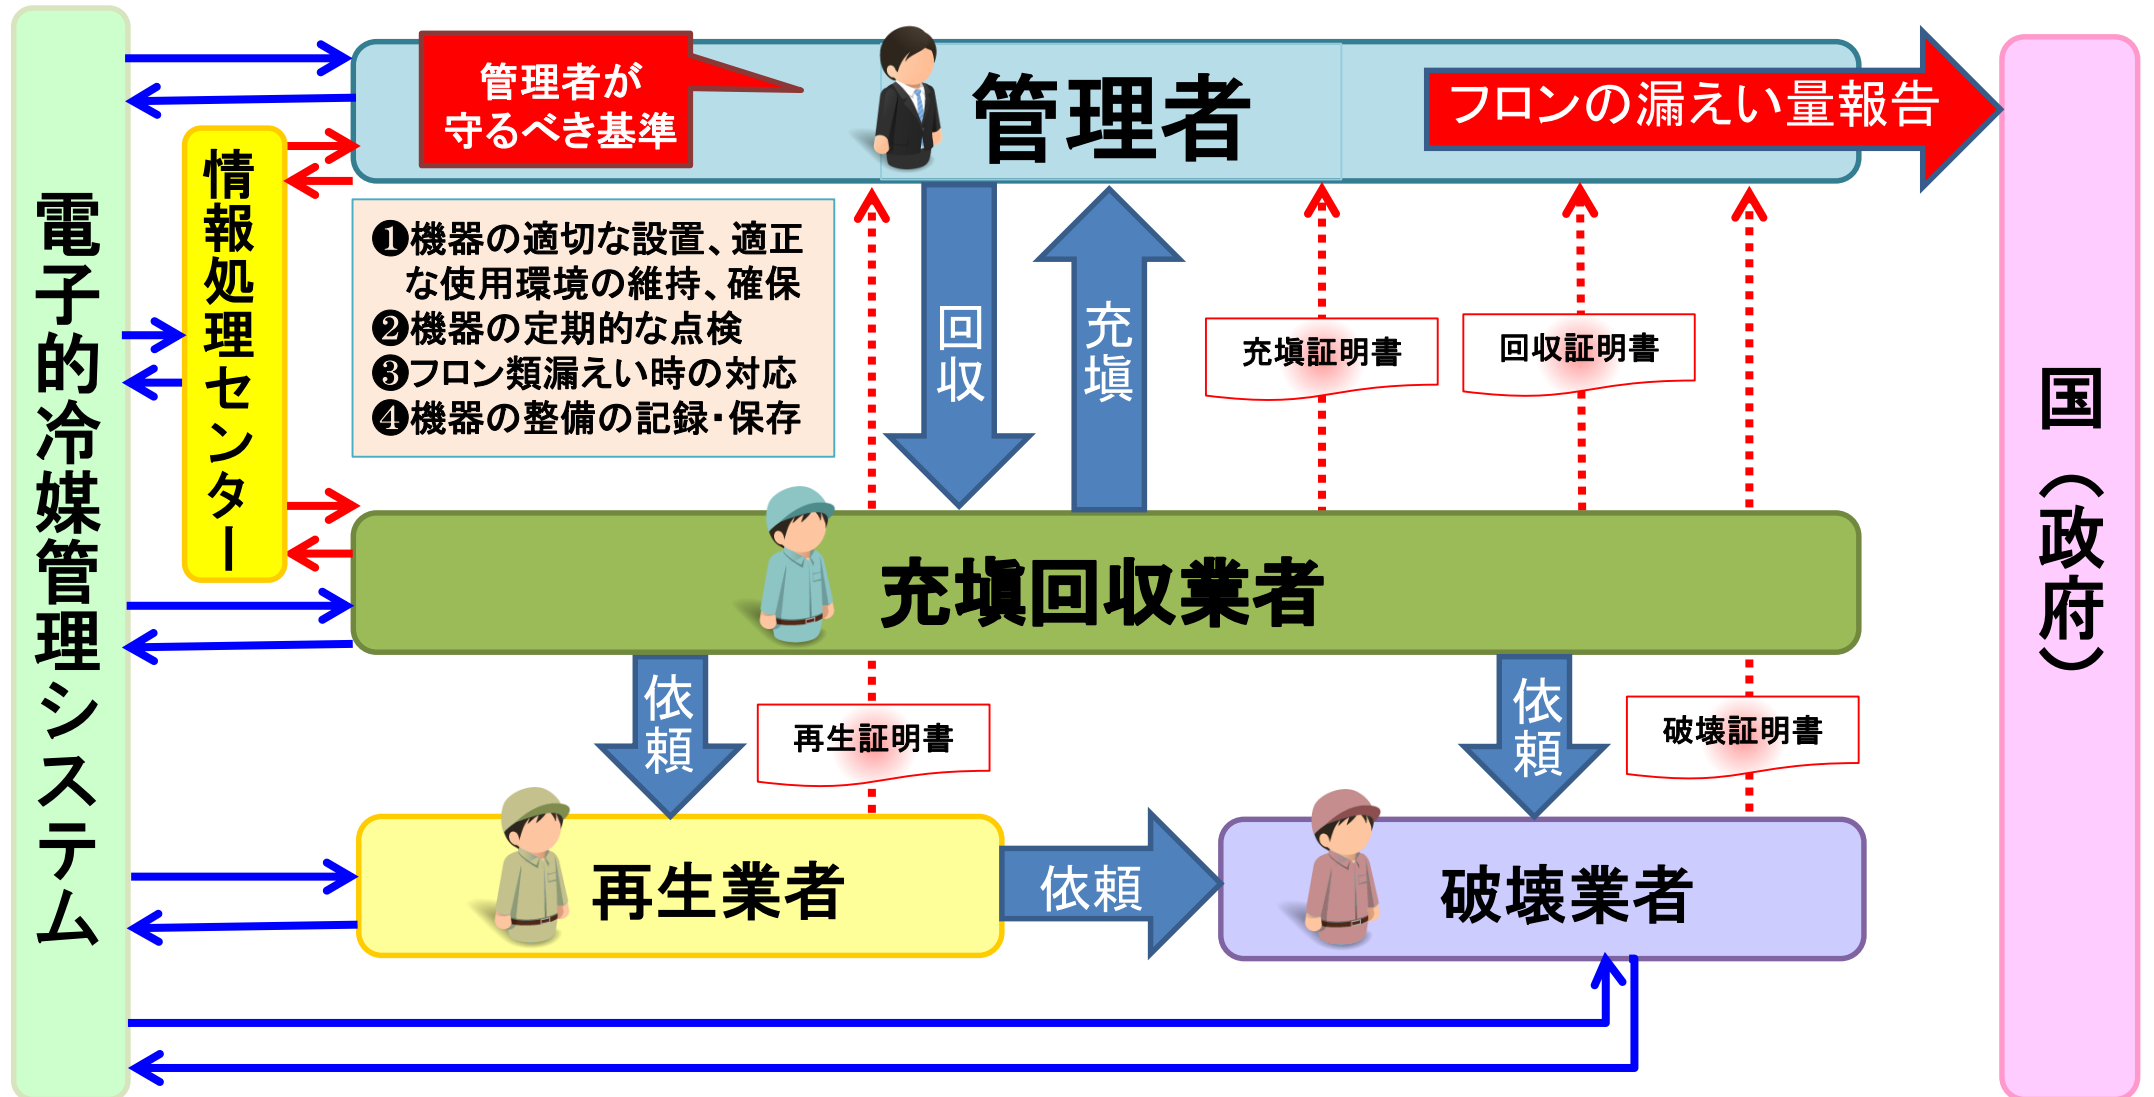 電子的冷媒管理システム
情報処理センター
管理者が
守るべき基準
管理者
フロンの漏えい量報告
国（政府）
❶機器の適切な設置、適正
な使用環境の維持、確保
❷機器の定期的な点検
❸フロン類漏えい時の対応
❹機器の整備の記録・保存
回収
充塡
充塡証明書
回収証明書
充塡回収業者
依頼
再生証明書
依頼
破壊証明書
再生業者
依頼
破壊業者